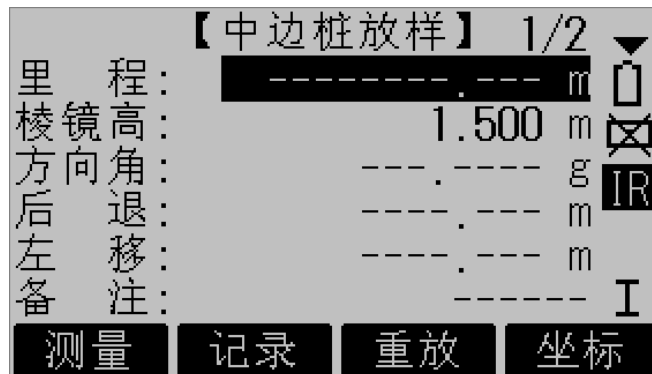 【中边桩放样】 1/2
里 程: --------.--- m
棱镜高: 1.500 m
方向角: ---.---- g
IR
后 退: ----.--- m
左 移: ----.--- m
备 注: ------ I
测量 记录 重放 坐标